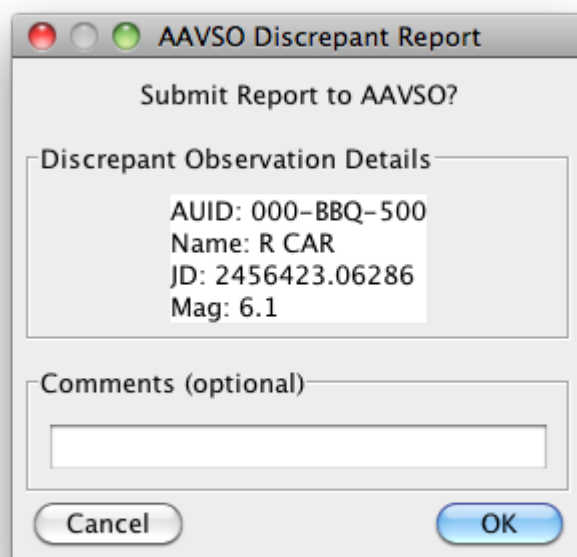 AAVSO Discrepant Report
Submit Report to AAVSO?
Discrepant Observation Details
AUID: 000-BBQ-500
Name: R CAR
JD: 2456423.06286
Mag: 6.1
Comments (optional)
Cancel
OK